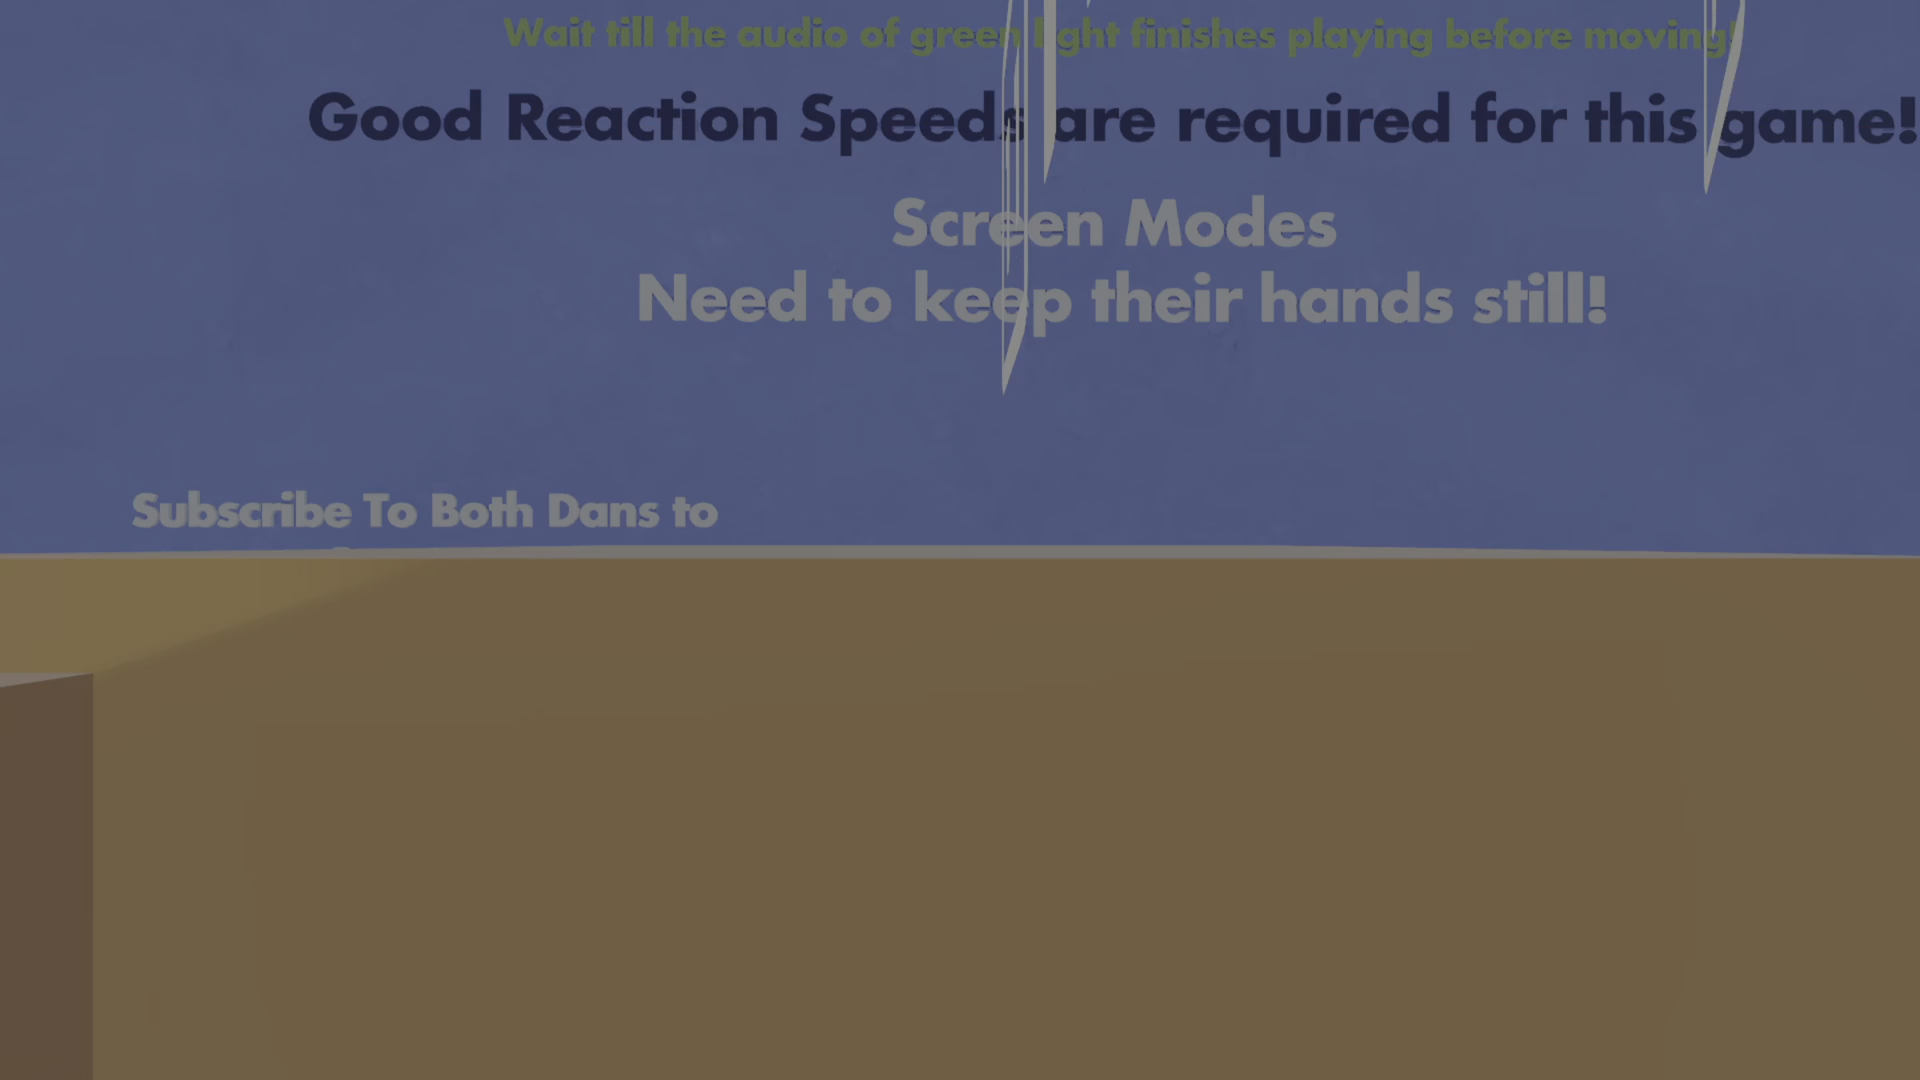 Wait till the audio of green light finishes playing before moving!
Good Reaction Speeds are required for this game!
Screen Modes
Need to keep their hands still!
Subscribe To Both Dans to